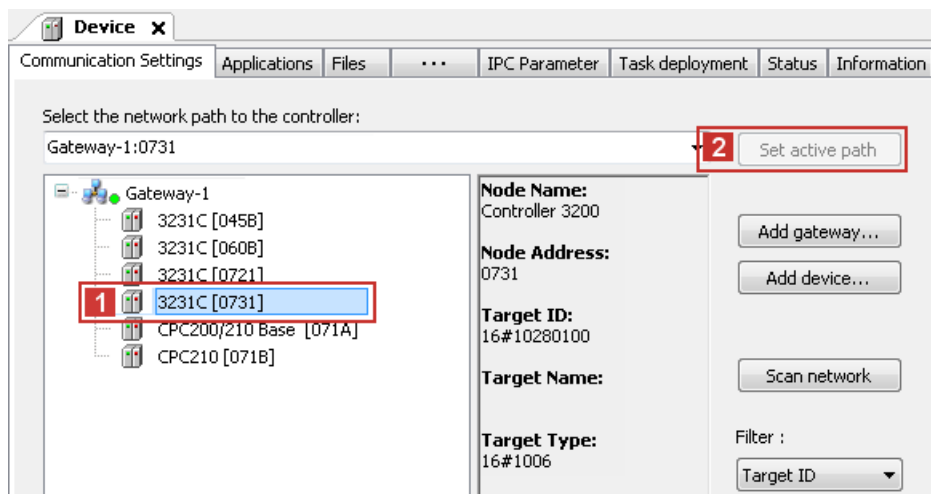 Device X
Communication Settings Applications Files ... IPC Parameter Task deployment Status Information
Select the network path to the controller:
Gateway-1:0731
2 Set active path
Gateway-1
3231C [045B]
3231C [060B]
3231C [0721]
1 3231C [0731]
CPC200/210 Base [071A]
CPC210 [071B]
Node Name:
Controller 3200
Node Address:
0731
Target ID:
16#10280100
Target Name:
Target Type:
16#1006
Add gateway...
Add device...
Scan network
Filter :
Target ID